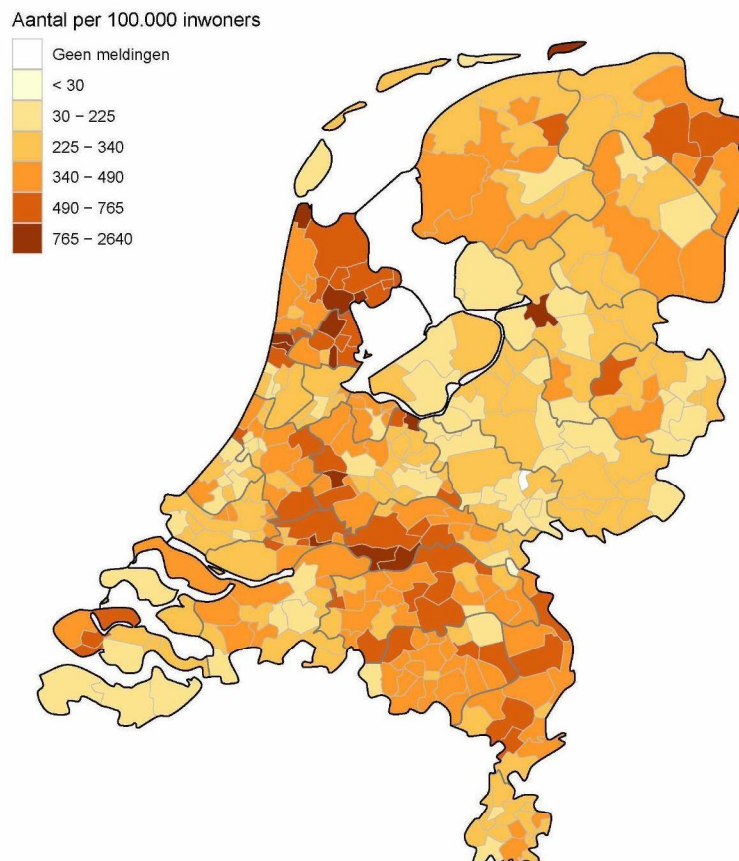 Aantal per 100.000 inwoners
Geen meldingen
< 30
30 – 225
225 – 340
340 – 490
490 – 765
765 – 2640